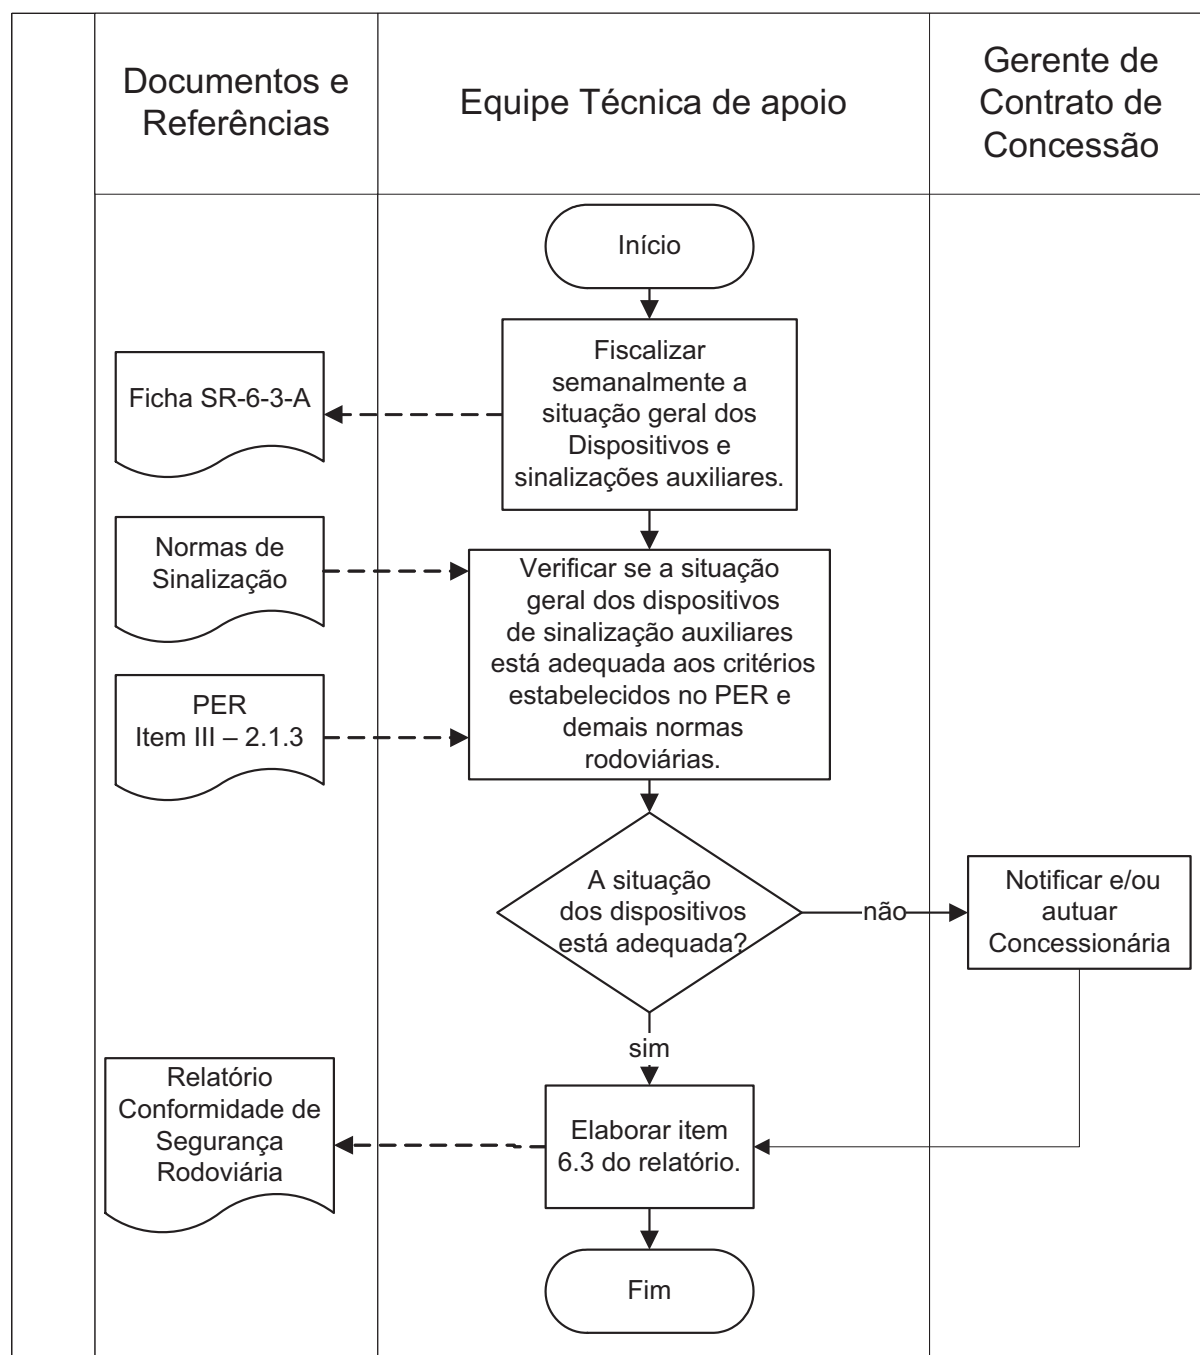 Documentos e
Referências
Equipe Técnica de apoio
Gerente de
Contrato de
Concessão
Início
Fiscalizar
semanalmente a
situação geral dos
Dispositivos e
sinalizações auxiliares.
Ficha SR-6-3-A
Normas de
Sinalização
Verificar se a situação
geral dos dispositivos
de sinalização auxiliares
está adequada aos critérios
estabelecidos no PER e
demais normas
rodoviárias.
PER
Item III – 2.1.3
A situação
dos dispositivos
está adequada?
não
Notificar e/ou
autuar
Concessionária
sim
Relatório
Conformidade de
Segurança
Rodoviária
Elaborar item
6.3 do relatório.
Fim